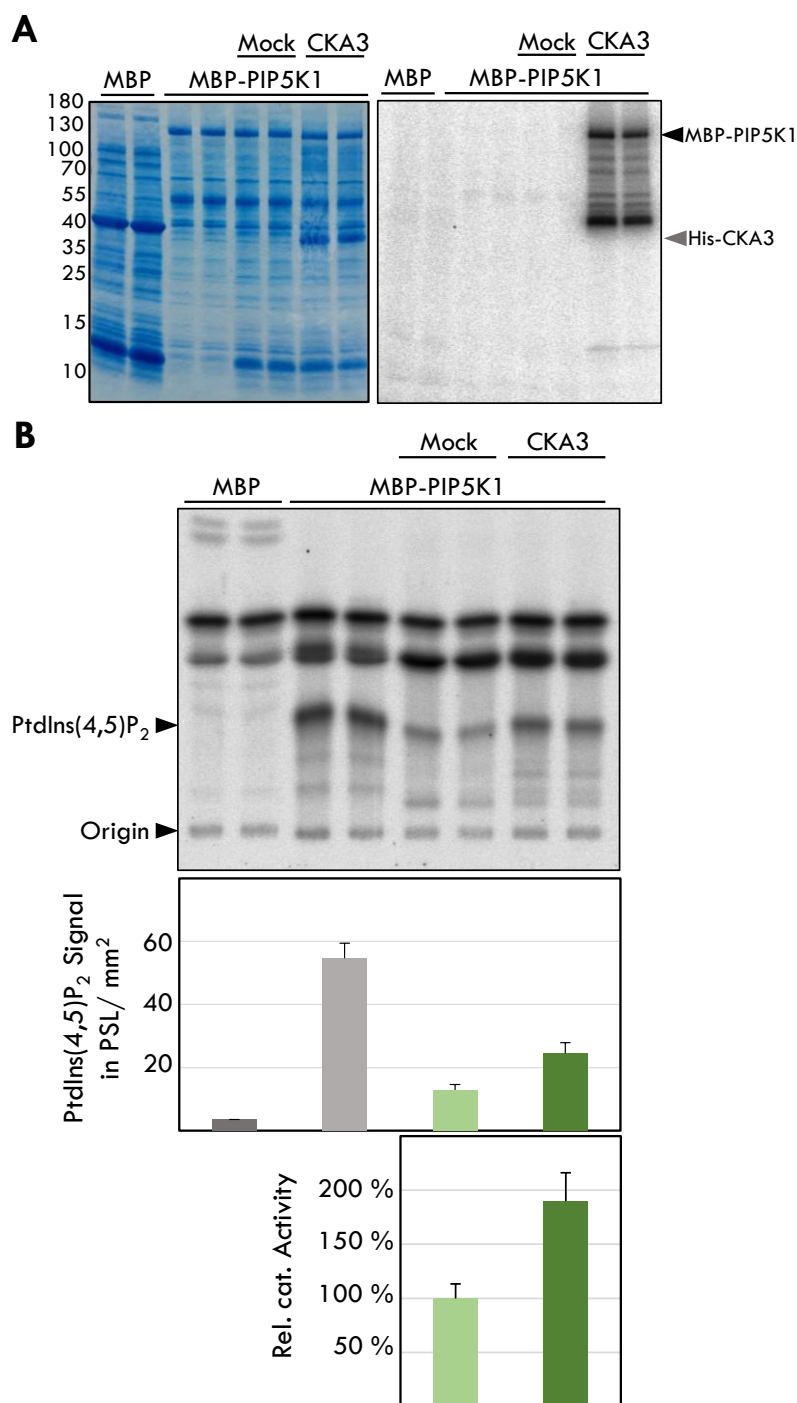 A
Mock CKA3 Mock CKA3
MBP MBP-PIP5K1 MBP MBP-PIP5K1
180
130
100
70
55
40
35
25
15
10
MBP-PIP5K1
His-CKA3
B
Mock CKA3
MBP MBP-PIP5K1
PtdIns(4,5)P2
Origin
PtdIns(4,5)P2 Signal
in PSL/ mm2
60
40
20
Rel. cat. Activity
200 %
150 %
100 %
50 %